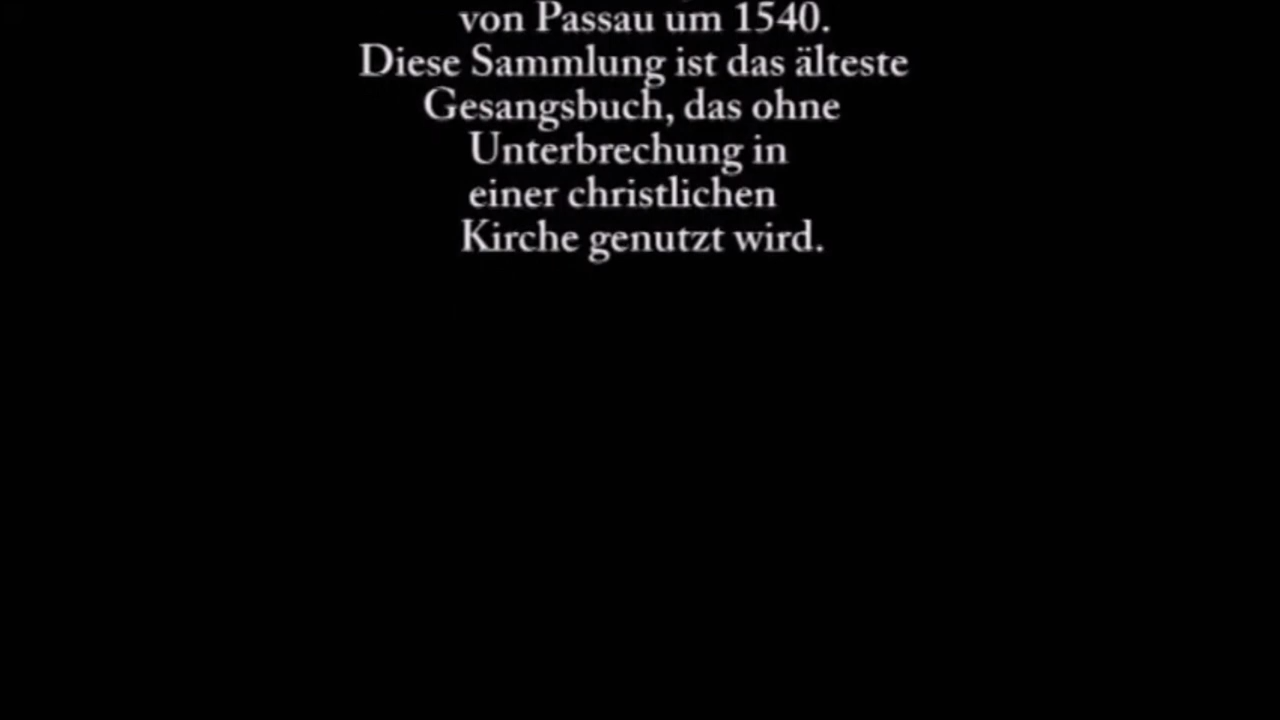 von Passau um 1540.
Diese Sammlung ist das älteste
Gesangsbuch, das ohne
Unterbrechung in
einer christlichen
Kirche genutzt wird.